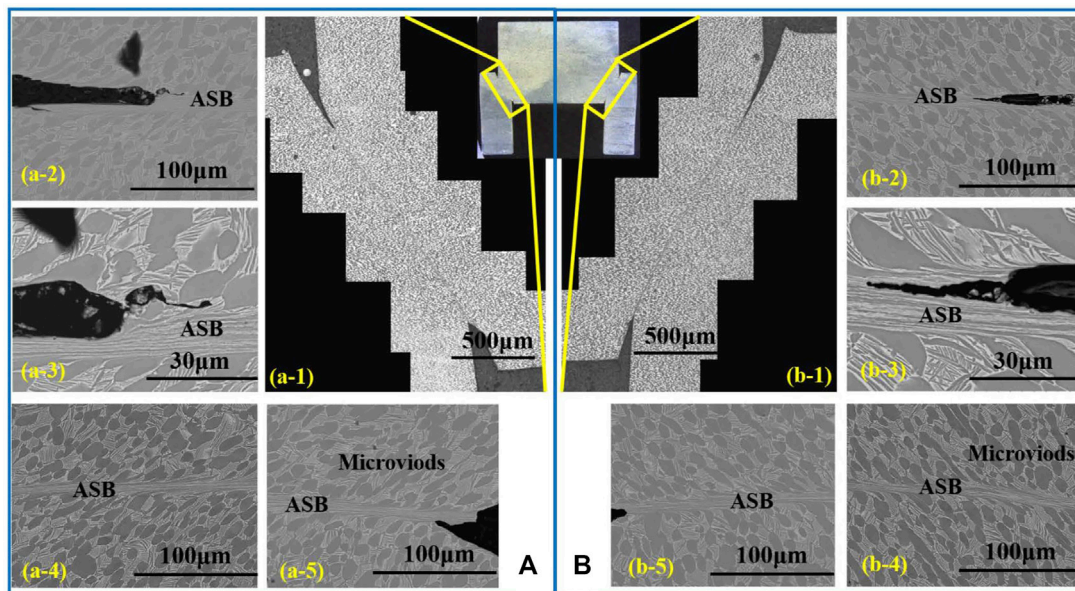 ASB
100μm
(a-2)
ASB
30μm
(a-3)
500μm
(a-1)
ASB
100μm
(a-4)
Microviods
ASB
100μm
(a-5)
A
ASB
100μm
(b-2)
ASB
30μm
(b-3)
500μm
(b-1)
B
ASB
100μm
(b-5)
Microviods
ASB
100μm
(b-4)